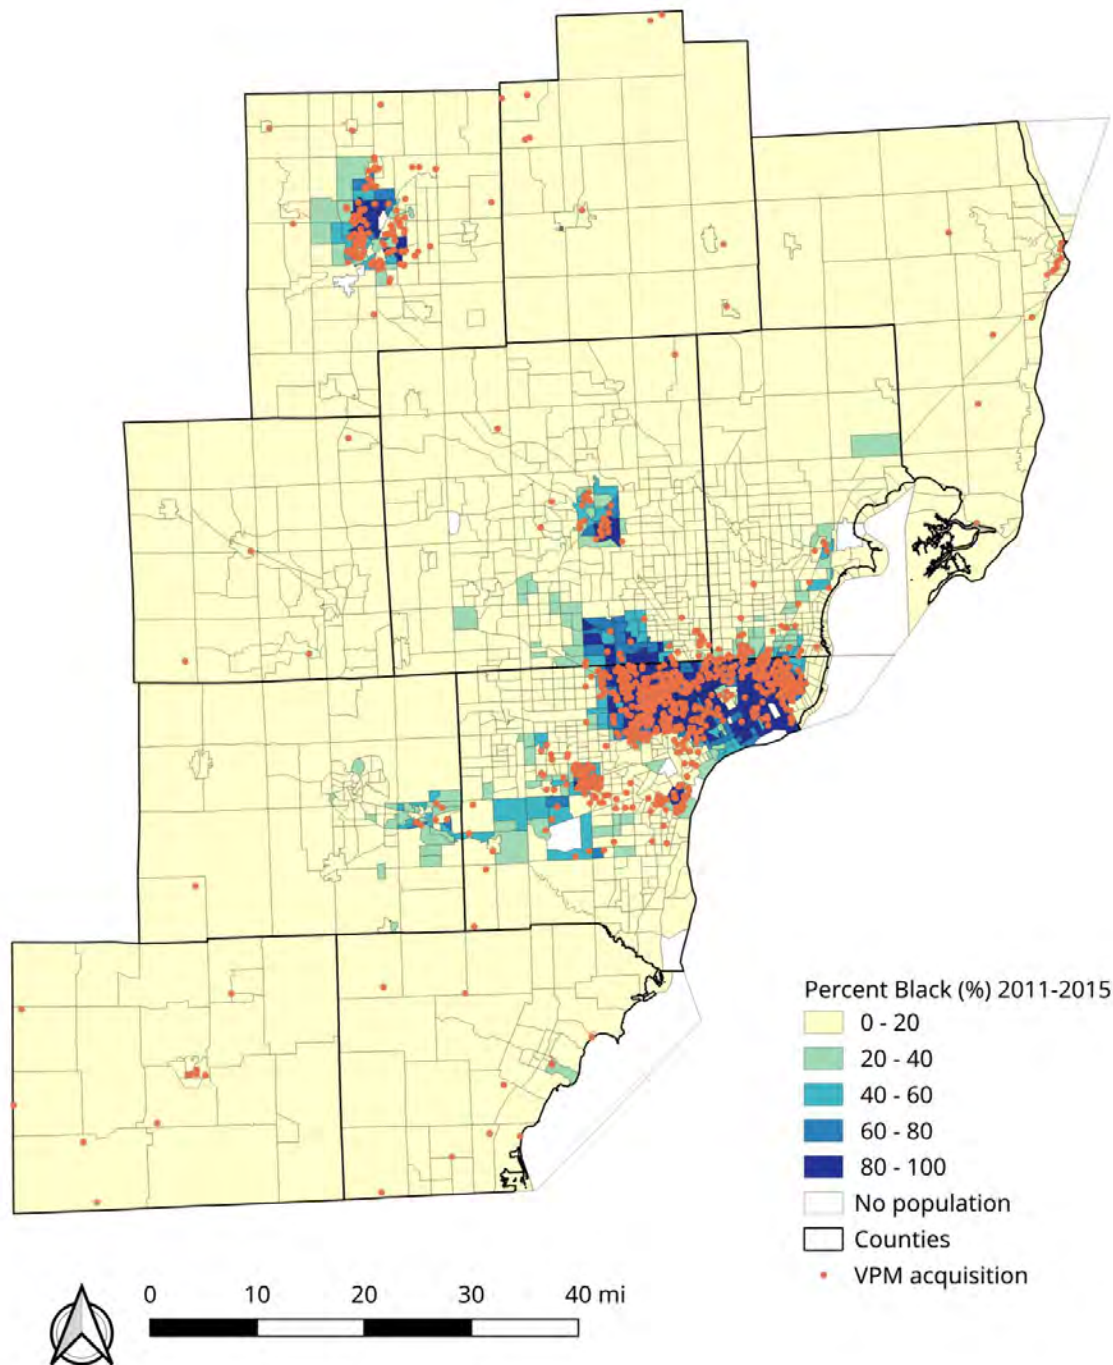 Percent Black (%) 2011-2015
0 - 20
20 - 40
40 - 60
60 - 80
80 - 100
No population
Counties
VPM acquisition
0 10 20 30 40 mi